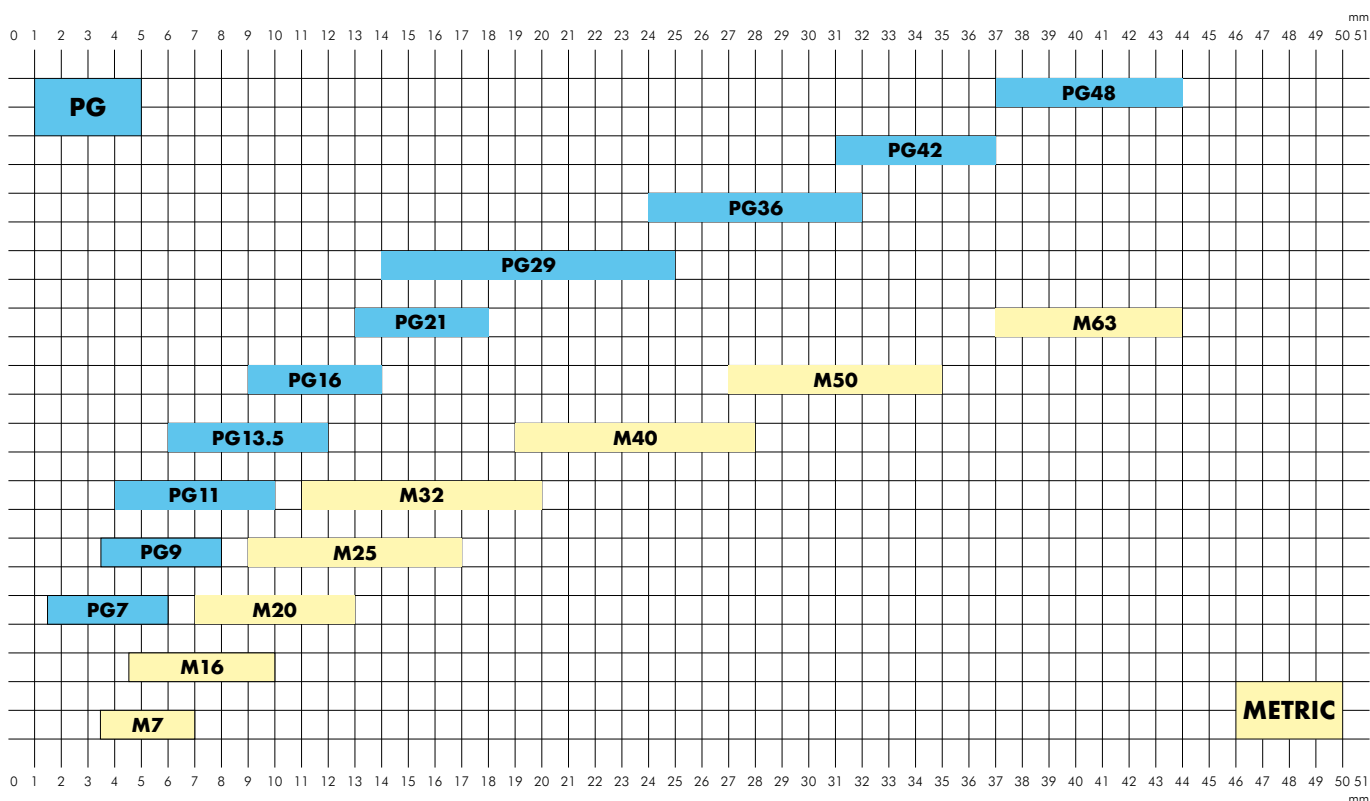 mm
0 1 2 3 4 5 6 7 8 9 10 11 12 13 14 15 16 17 18 19 20 21 22 23 24 25 26 27 28 29 30 31 32 33 34 35 36 37 38 39 40 41 42 43 44 45 46 47 48 49 50 51
PG PG48
PG42
PG36
PG29
PG21 M63
PG16 M50
PG13.5 M40
PG11 M32
PG9 M25
PG7 M20
M16
METRIC
M7
0 1 2 3 4 5 6 7 8 9 10 11 12 13 14 15 16 17 18 19 20 21 22 23 24 25 26 27 28 29 30 31 32 33 34 35 36 37 38 39 40 41 42 43 44 45 46 47 48 49 50 51
mm